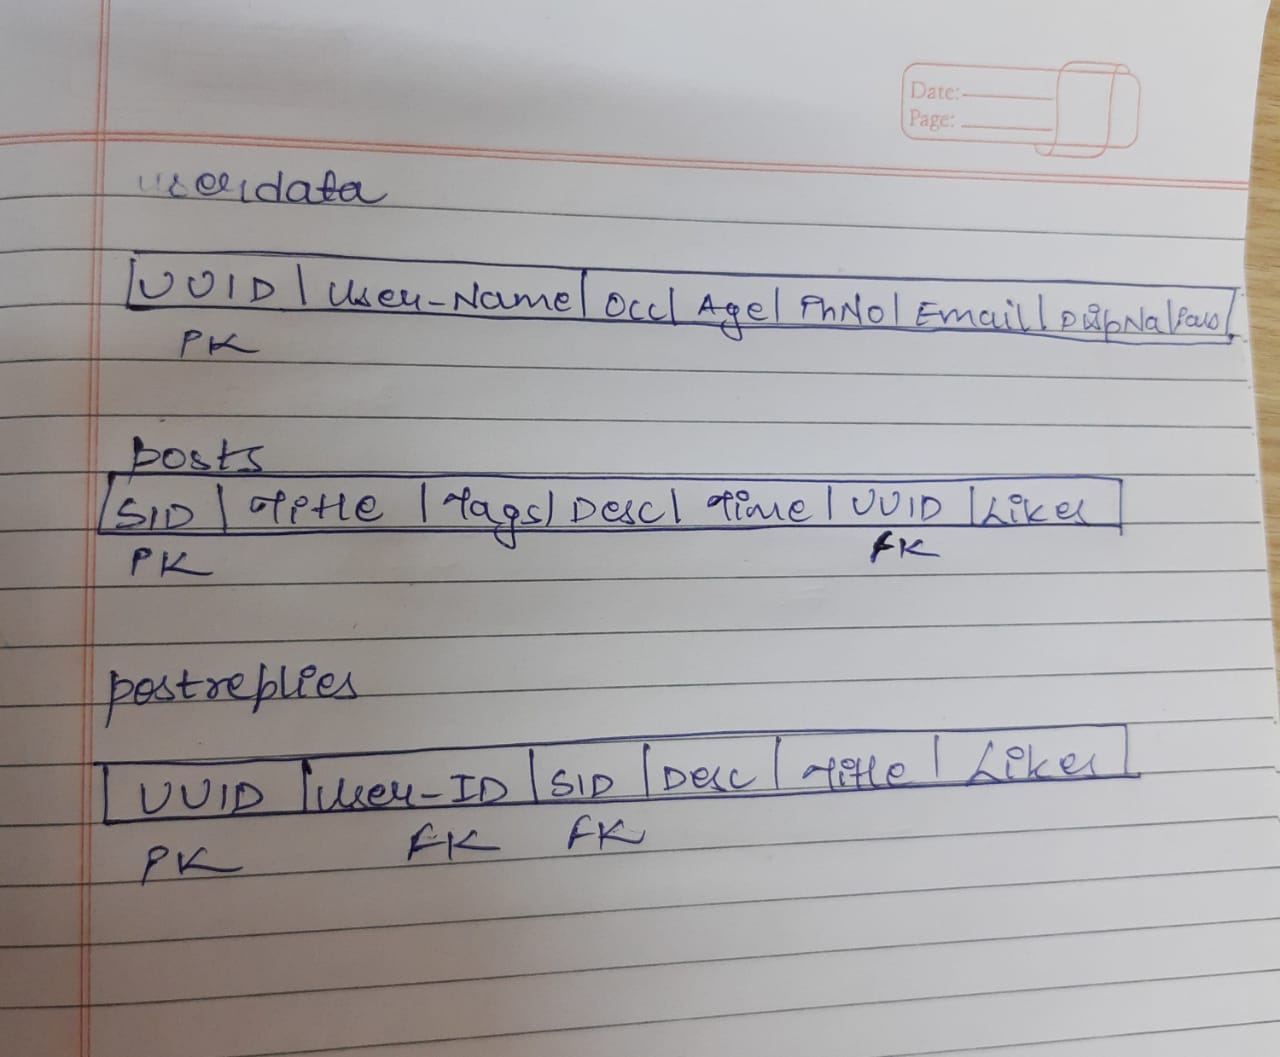 Date:
Page:
userdata
UUID | User-Name | Occ | Age | PhNo | Email | DispNa | Pass
PK
posts
SID | Title | Tags | Desc | Time | UUID | Likes
PK FK
postreplies
UUID | User-ID | SID | Desc | Title | Likes
PK FK FK